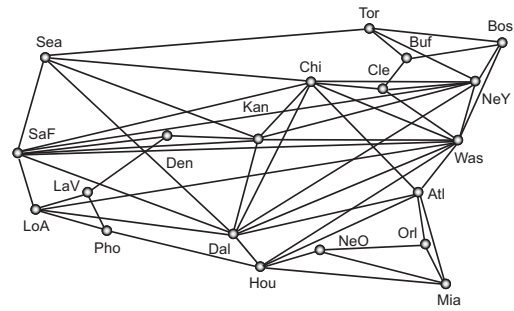 Tor
Bos
Sea
Buf
Chi
Cle
NeY
Kan
SaF
Was
Den
LaV
Atl
LoA
Pho
Dal
NeO
Orl
Hou
Mia